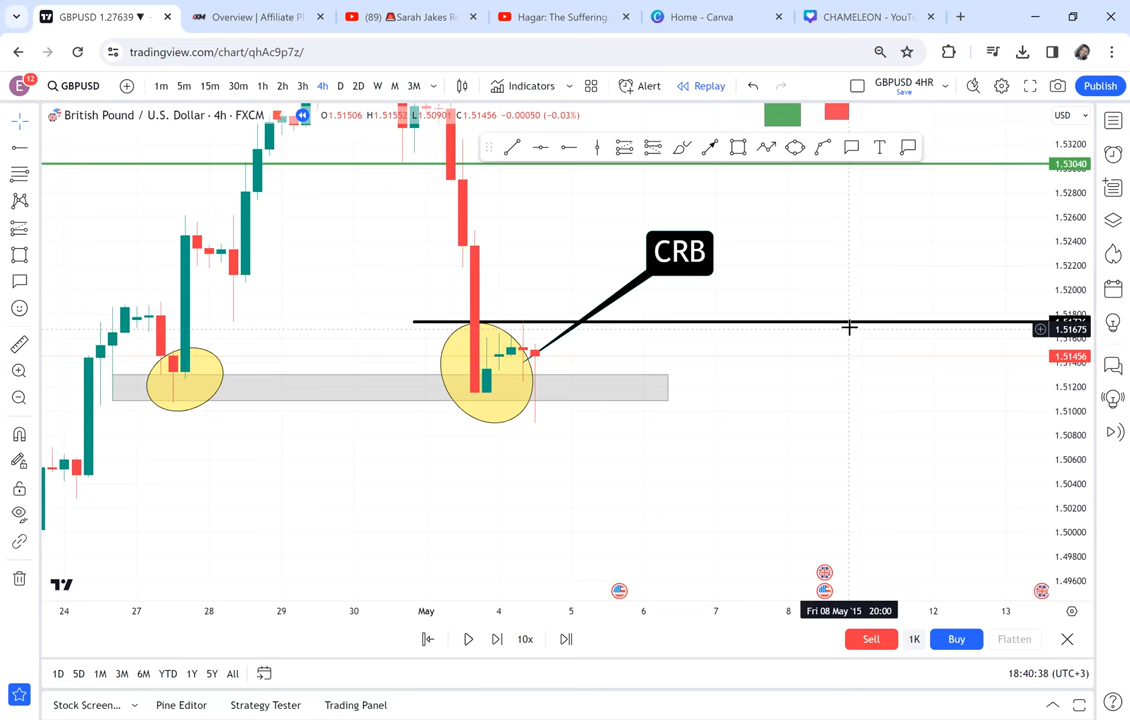 GBPUSD 1.27639 ▼
Overview | Affiliate P
(89) 🚨Sarah Jakes R
Hagar: The Suffering
Home - Canva
CHAMELEON - YouTu
tradingview.com/chart/qhAc9p7z/
E 12
GBPUSD
1m 5m 15m 30m 1h 2h 3h 4h D 2D W M 3M
Indicators
Alert
Replay
GBPUSD 4HR
Save
Publish
British Pound / U.S. Dollar · 4h · FXCM
O1.51506 H1.51552 L1.50901 C1.51456 -0.00050 (-0.03%)
USD
1.53200
1.53040
1.52800
1.52600
1.52400
1.52200
1.52000
1.51800
1.51675
1.51456
1.51200
1.51000
1.50800
1.50600
1.50400
1.50200
1.50000
1.49800
1.49600
CRB
24 27 28 29 30 May 4 5 6 7 8 12 13
Fri 08 May '15 20:00
10x
Sell 1K Buy Flatten
1D 5D 1M 3M 6M YTD 1Y 5Y All
18:40:38 (UTC+3)
Stock Screen... Pine Editor Strategy Tester Trading Panel